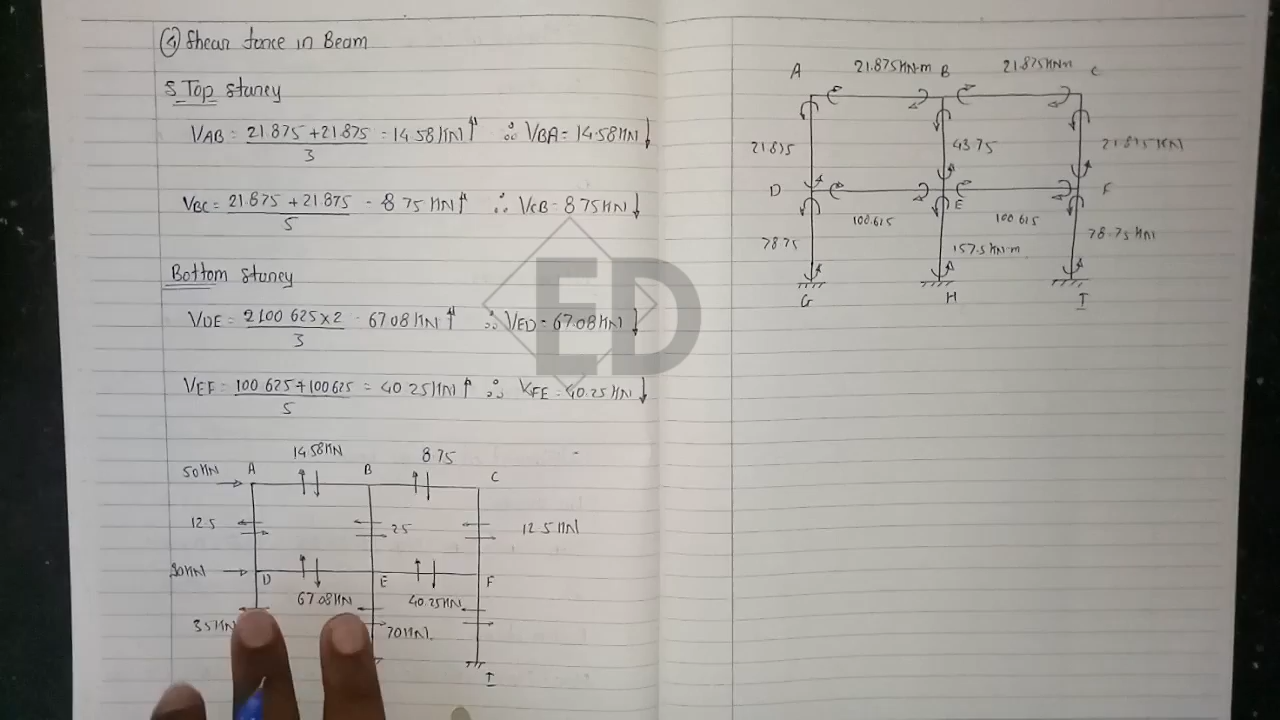 ④ Shear force in Beam
S Top storey
VAB = 21.875 + 21.875 / 3 = 14.58 KN ↑ ∴ VBA = 14.58 KN ↓
VBC = 21.875 + 21.875 / 5 = 8.75 KN ↑ ∴ VCB = 8.75 KN ↓
Bottom storey
VDE = 2100.625 x 2 / 3 = 67.08 KN ↑ ∴ VED = 67.08 KN ↓
VEF = 100.625 + 100.625 / 5 = 40.25 KN ↑ ∴ VFE = 40.25 KN ↓
14.58 KN 8.75
50 KN A B C
12.5 25 12.5 KN
90KN D E F
67.08 KN 40.25 KN
35 KN 70 KN
I
A 21.875 KN·m B 21.875 KN·m C
21.875 43.75 21.875 KN
D E F
100.625 100.625
78.75 157.5 KN·m 78.75 KN
G H I
ED